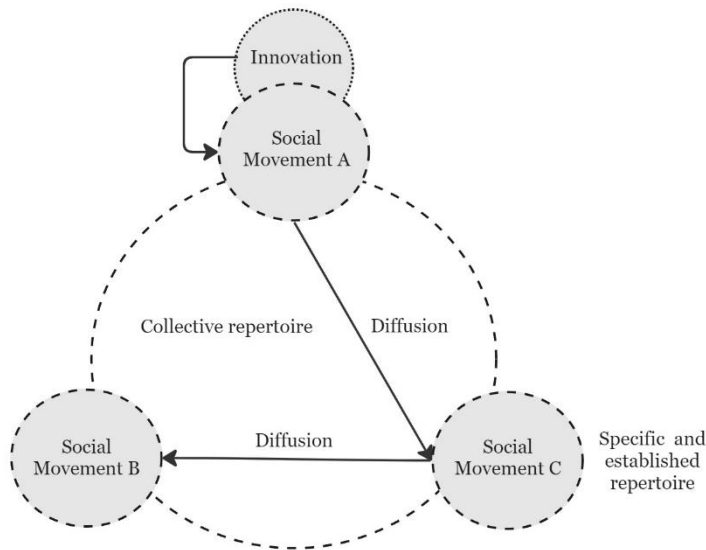 Innovation
Social
Movement A
Collective repertoire
Diffusion
Diffusion
Social
Movement B
Social
Movement C
Specific and
established
repertoire